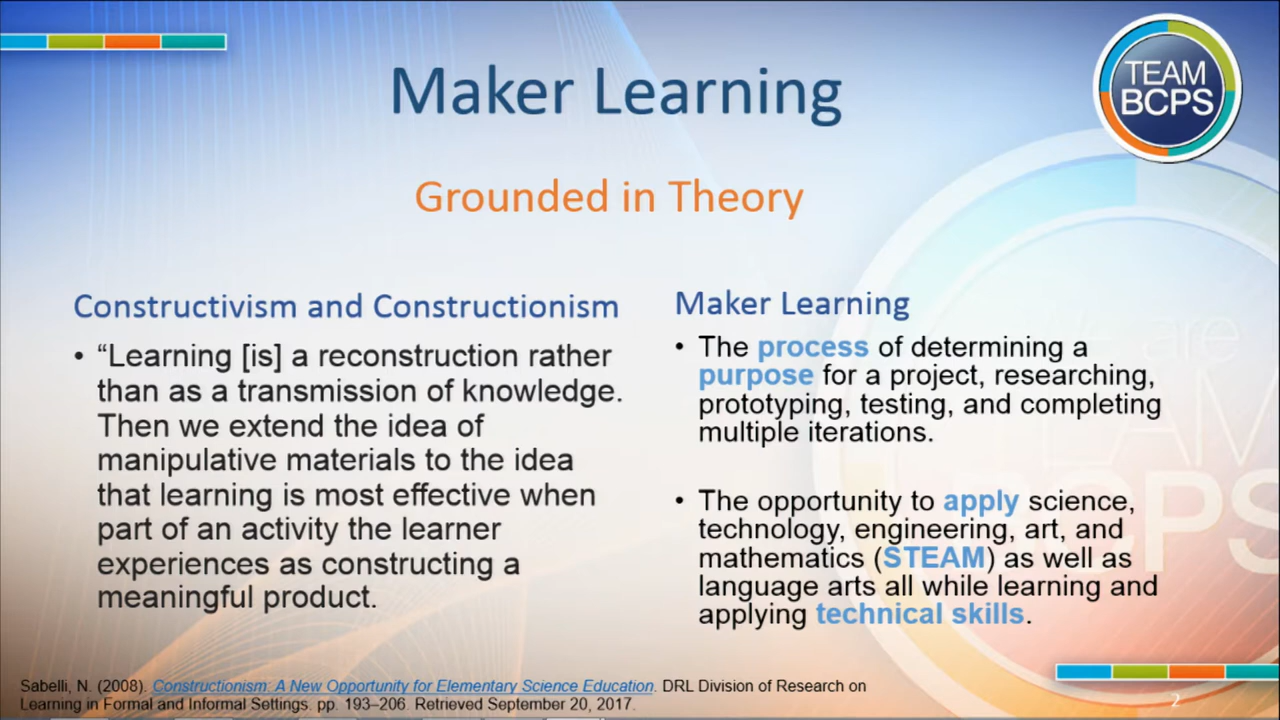 TEAM
BCPS
Maker Learning
Grounded in Theory
Constructivism and Constructionism
• “Learning [is] a reconstruction rather
than as a transmission of knowledge.
Then we extend the idea of
manipulative materials to the idea
that learning is most effective when
part of an activity the learner
experiences as constructing a
meaningful product.
Maker Learning
• The process of determining a
purpose for a project, researching,
prototyping, testing, and completing
multiple iterations.
• The opportunity to apply science,
technology, engineering, art, and
mathematics (STEAM) as well as
language arts all while learning and
applying technical skills.
Sabelli, N. (2008). Constructionism: A New Opportunity for Elementary Science Education. DRL Division of Research on
Learning in Formal and Informal Settings. pp. 193–206. Retrieved September 20, 2017.
2